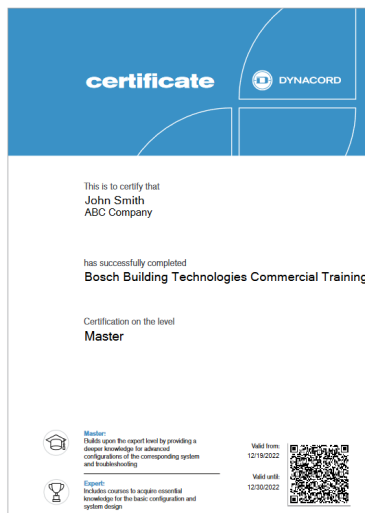 certificate
DYNACORD
This is to certify that
John Smith
ABC Company
has successfully completed
Bosch Building Technologies Commercial Training
Certification on the level
Master
Master:
Builds upon the expert level by providing a
deeper knowledge for advanced
configurations of the corresponding system
and troubleshooting
Expert:
Includes courses to acquire essential
knowledge for the basic configuration and
system design
Valid from:
12/19/2022
Valid until:
12/30/2022